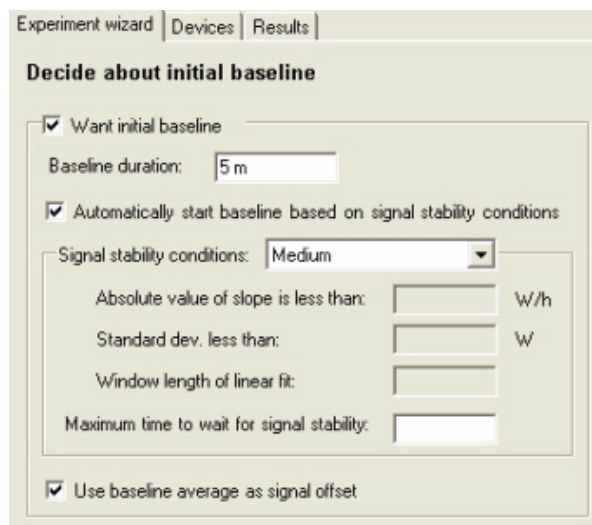 Experiment wizard Devices Results
Decide about initial baseline
Want initial baseline
Baseline duration: 5 m
Automatically start baseline based on signal stability conditions
Signal stability conditions: Medium
Absolute value of slope is less than: W/h
Standard dev. less than: W
Window length of linear fit:
Maximum time to wait for signal stability:
Use baseline average as signal offset